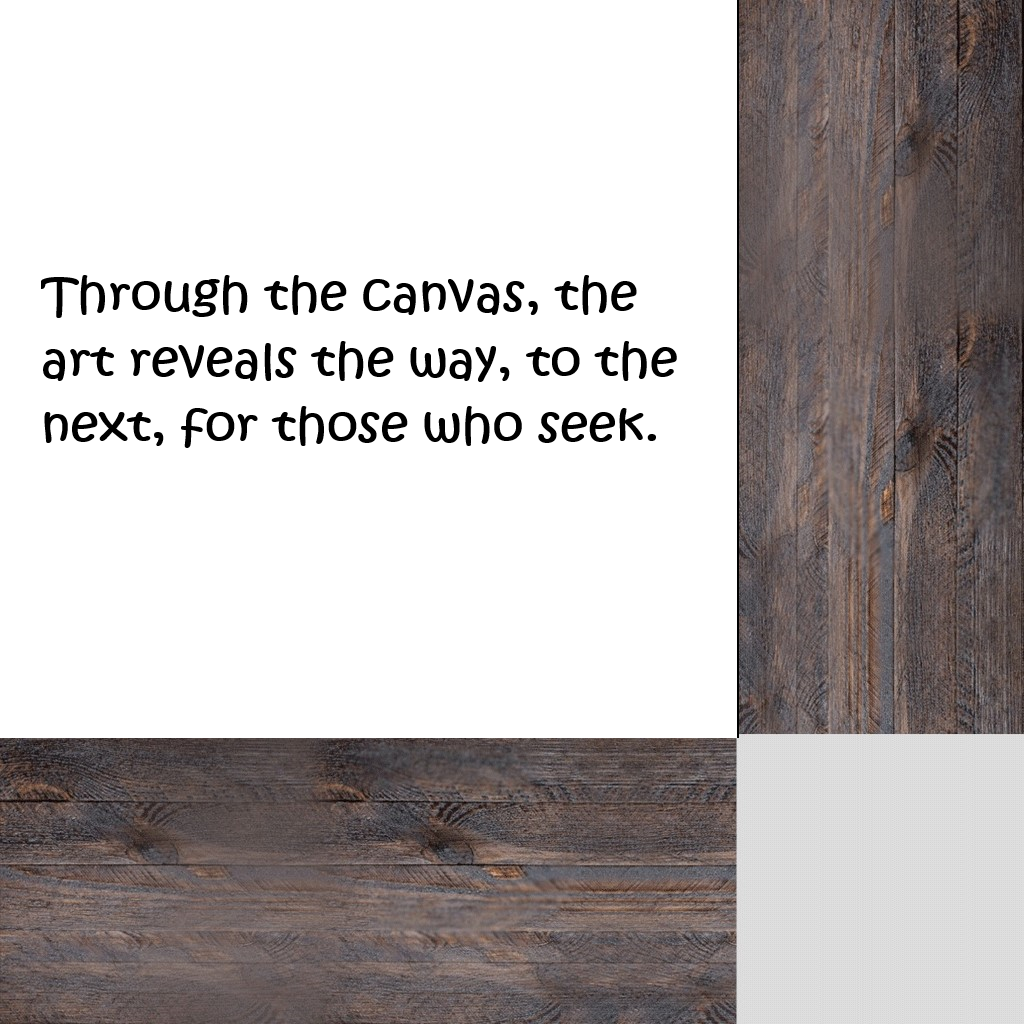 Through the canvas, the
art reveals the way, to the
next, for those who seek.